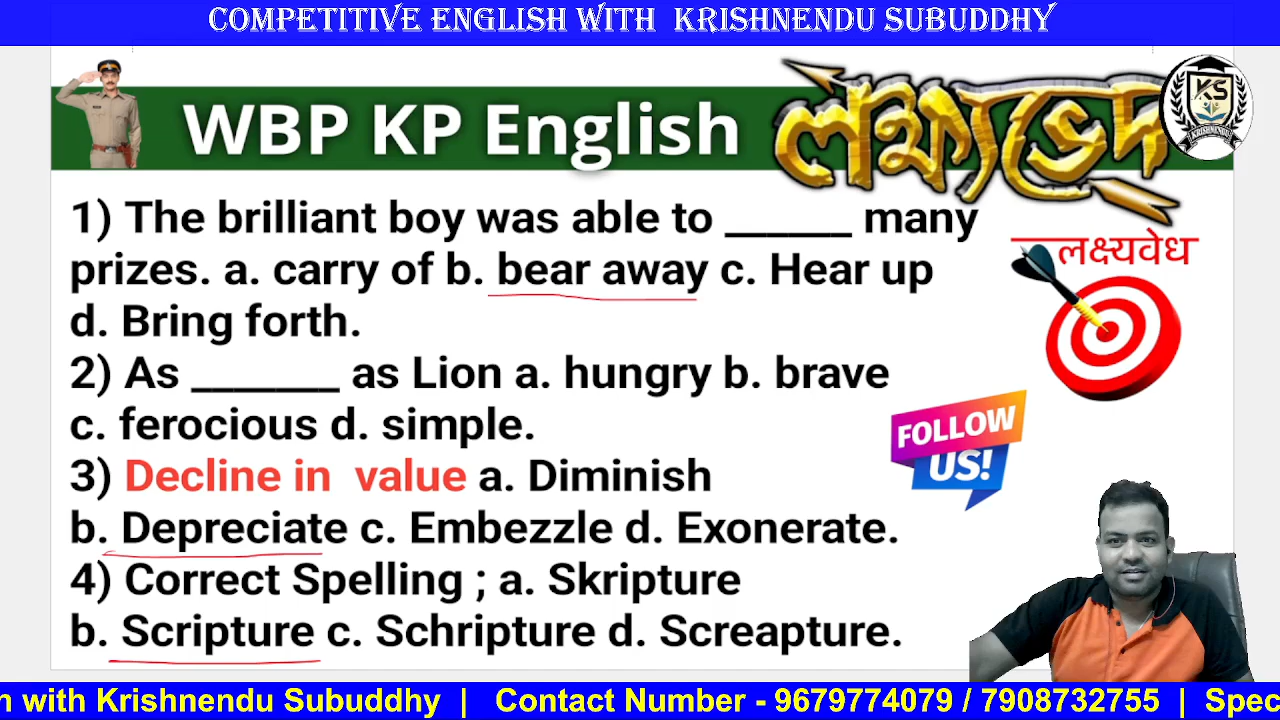 COMPETITIVE ENGLISH WITH KRISHNENDU SUBUDDHY
WBP KP English
লক্ষ্যভেদ
KS
KRISHNENDU
1) The brilliant boy was able to ______ many
prizes. a. carry of b. bear away c. Hear up
d. Bring forth.
लक्ष्यवेध
2) As _______ as Lion a. hungry b. brave
c. ferocious d. simple.
FOLLOW
US!
3) Decline in value a. Diminish
b. Depreciate c. Embezzle d. Exonerate.
4) Correct Spelling ; a. Skripture
b. Scripture c. Schripture d. Screapture.
n with Krishnendu Subuddhy | Contact Number - 9679774079 / 7908732755 | Spec